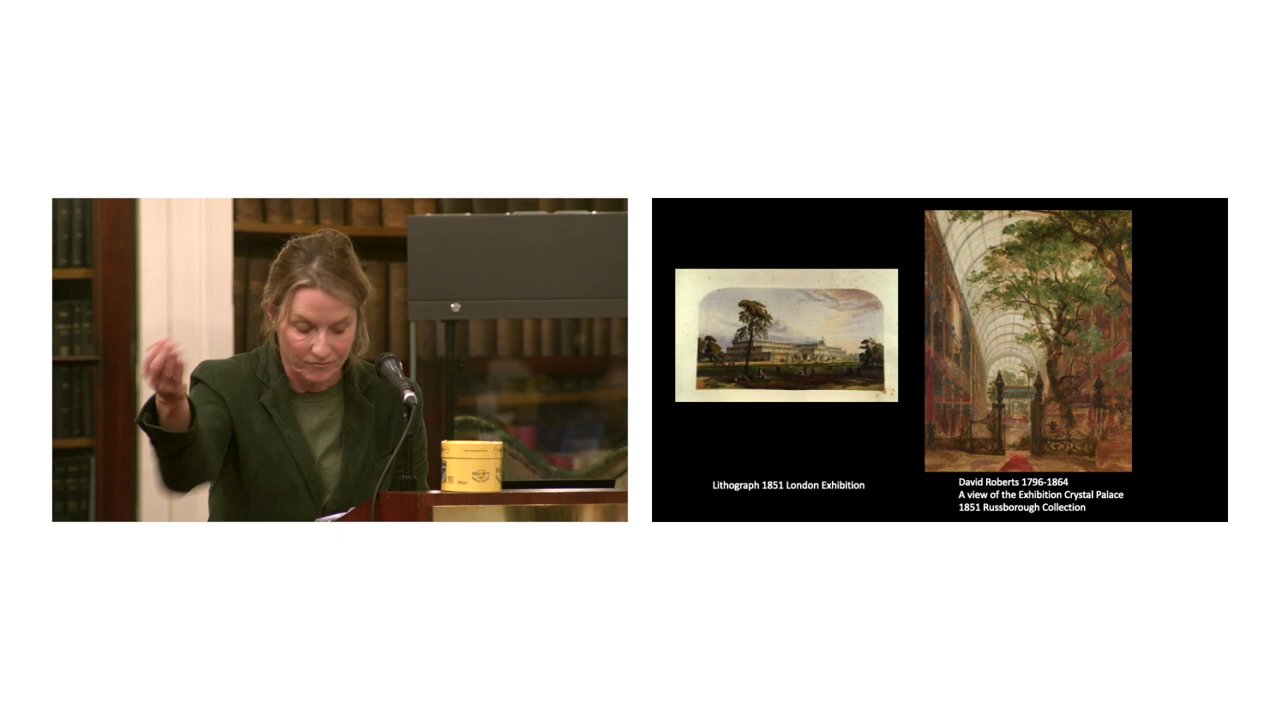 Lithograph 1851 London Exhibition
David Roberts 1796-1864
A view of the Exhibition Crystal Palace
1851 Russborough Collection